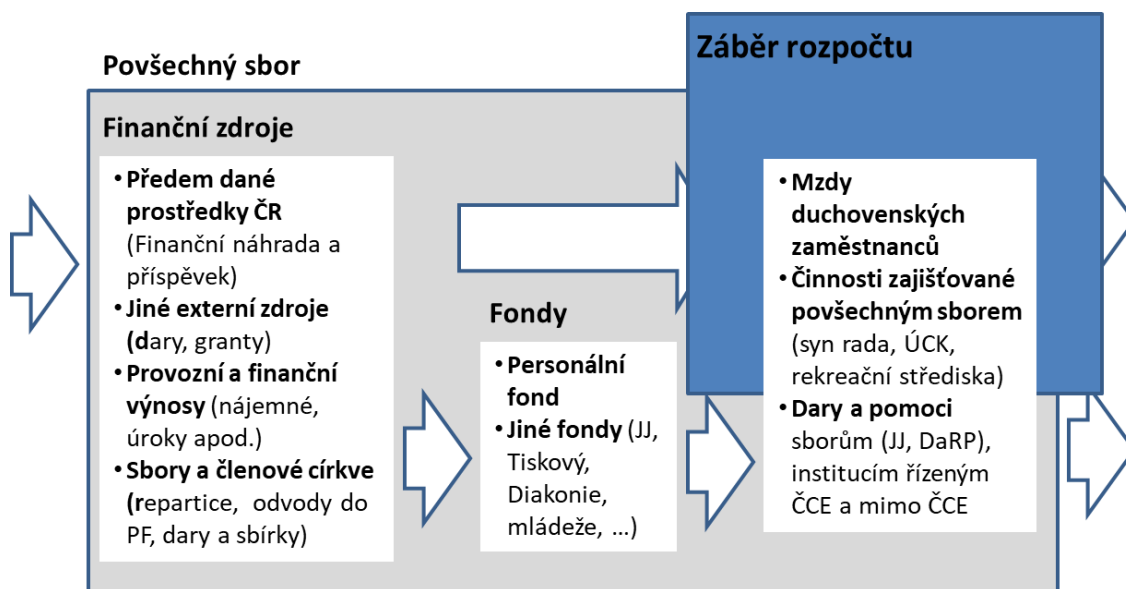 Povšechný sbor
Záběr rozpočtu
Finanční zdroje
• Předem dané
prostředky ČR
(Finanční náhrada a
příspěvek)
• Jiné externí zdroje
(dary, granty)
• Provozní a finanční
výnosy (nájemné,
úroky apod.)
• Sbory a členové církve
(repartice, odvody do
PF, dary a sbírky)
Fondy
• Personální
fond
• Jiné fondy (JJ,
Tiskový,
Diakonie,
mládeže, ...)
• Mzdy
duchovenských
zaměstnanců
• Činnosti zajišťované
povšechným sborem
(syn rada, ÚCK,
rekreační střediska)
• Dary a pomoci
sborům (JJ, DaRP),
institucím řízeným
ČCE a mimo ČCE